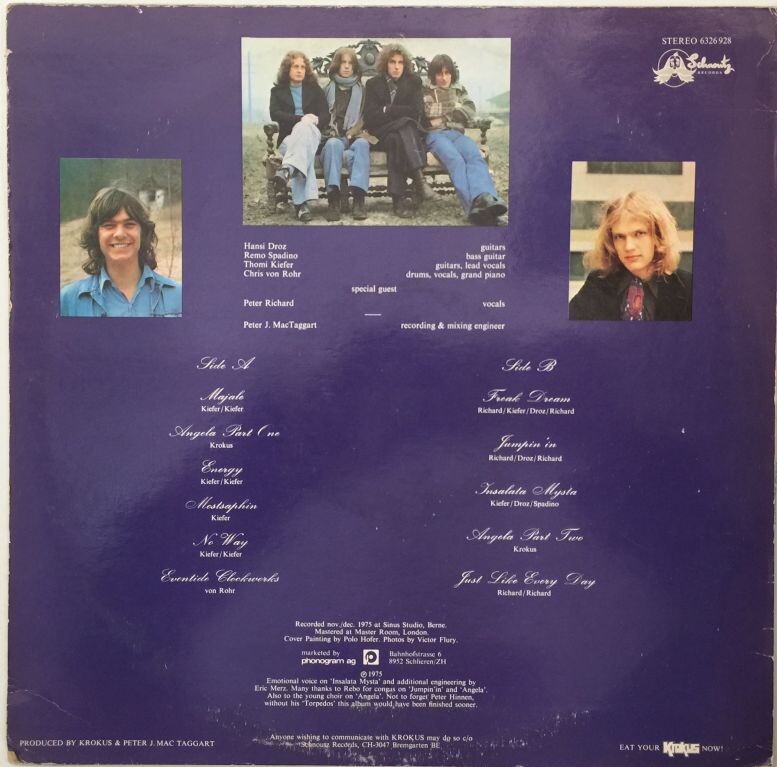 STEREO 6326 928
Schnoutz
RECORDS
Hansi Droz guitars
Remo Spadino bass guitar
Thomi Kiefer guitars, lead vocals
Chris von Rohr drums, vocals, grand piano
special guest
Peter Richard vocals
Peter J. MacTaggart recording & mixing engineer
Side A
Majale
Kiefer/Kiefer
Angela Part One
Krokus
Energy
Kiefer/Kiefer
Mostsaphin
Kiefer
No Way
Kiefer/Kiefer
Eventide Clockwerks
von Rohr
Side B
Freak Dream
Richard/Kiefer/Droz/Richard
Jumpin'in
Richard/Droz/Richard
Insalata Mysta
Kiefer/Droz/Spadino
Angela Part Two
Krokus
Just Like Every Day
Richard/Richard
Recorded nov./dec. 1975 at Sinus Studio, Berne.
Mastered at Master Room, London.
Cover Painting by Polo Hofer. Photos by Victor Flury.
marketed by
phonogram ag
Bahnhofstrasse 6
8952 Schlieren/ZH
℗ 1975
Emotional voice on 'Insalata Mysta' and additional engineering by
Eric Merz. Many thanks to Rebo for congas on 'Jumpin'in' and 'Angela'.
Also to the young choir on 'Angela'. Not to forget Peter Hinnen,
without his 'Torpedos' this album would have been finished sooner.
Anyone wishing to communicate with KROKUS may do so c/o
Schnoutz Records, CH-3047 Bremgarten BE
PRODUCED BY KROKUS & PETER J. MAC TAGGART
EAT YOUR Krokus NOW!